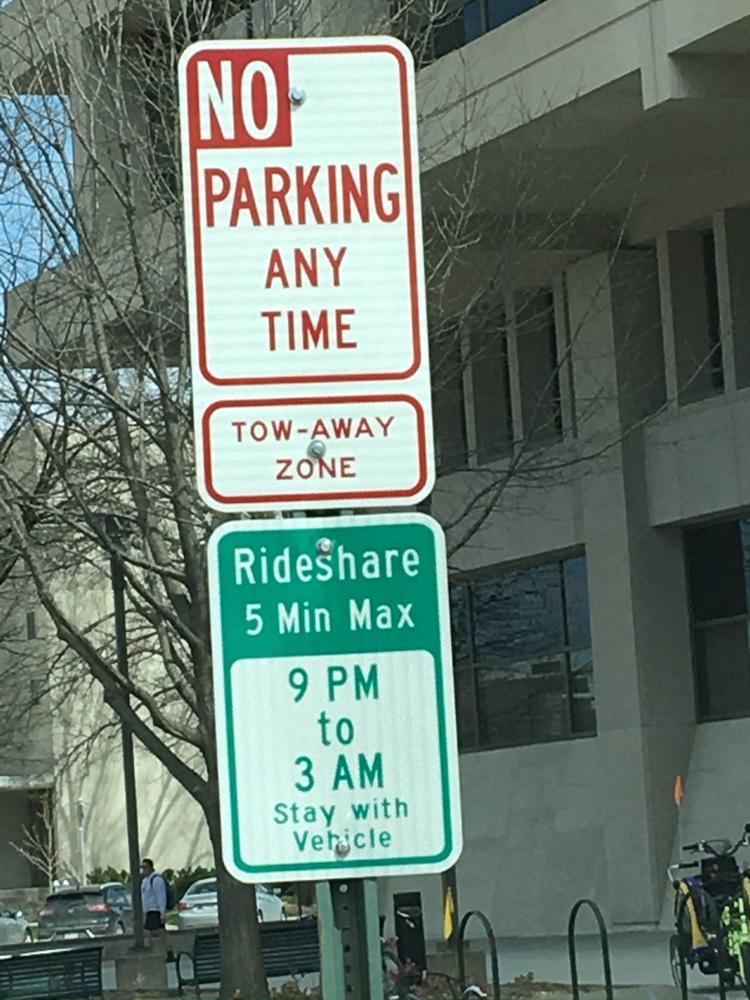 NO
PARKING
ANY
TIME
TOW-AWAY
ZONE
Rideshare
5 Min Max
9 PM
to
3 AM
Stay with
Vehicle